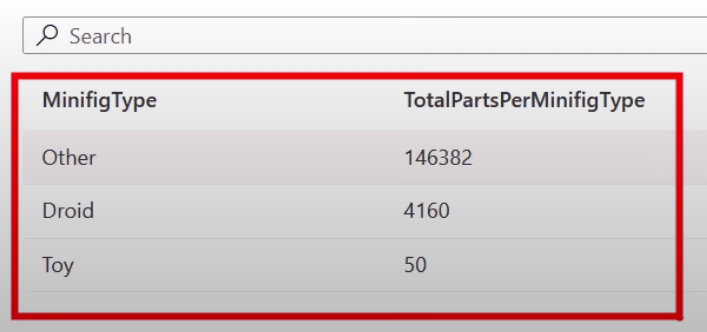 Search
MinifigType TotalPartsPerMinifigType
Other 146382
Droid 4160
Toy 50